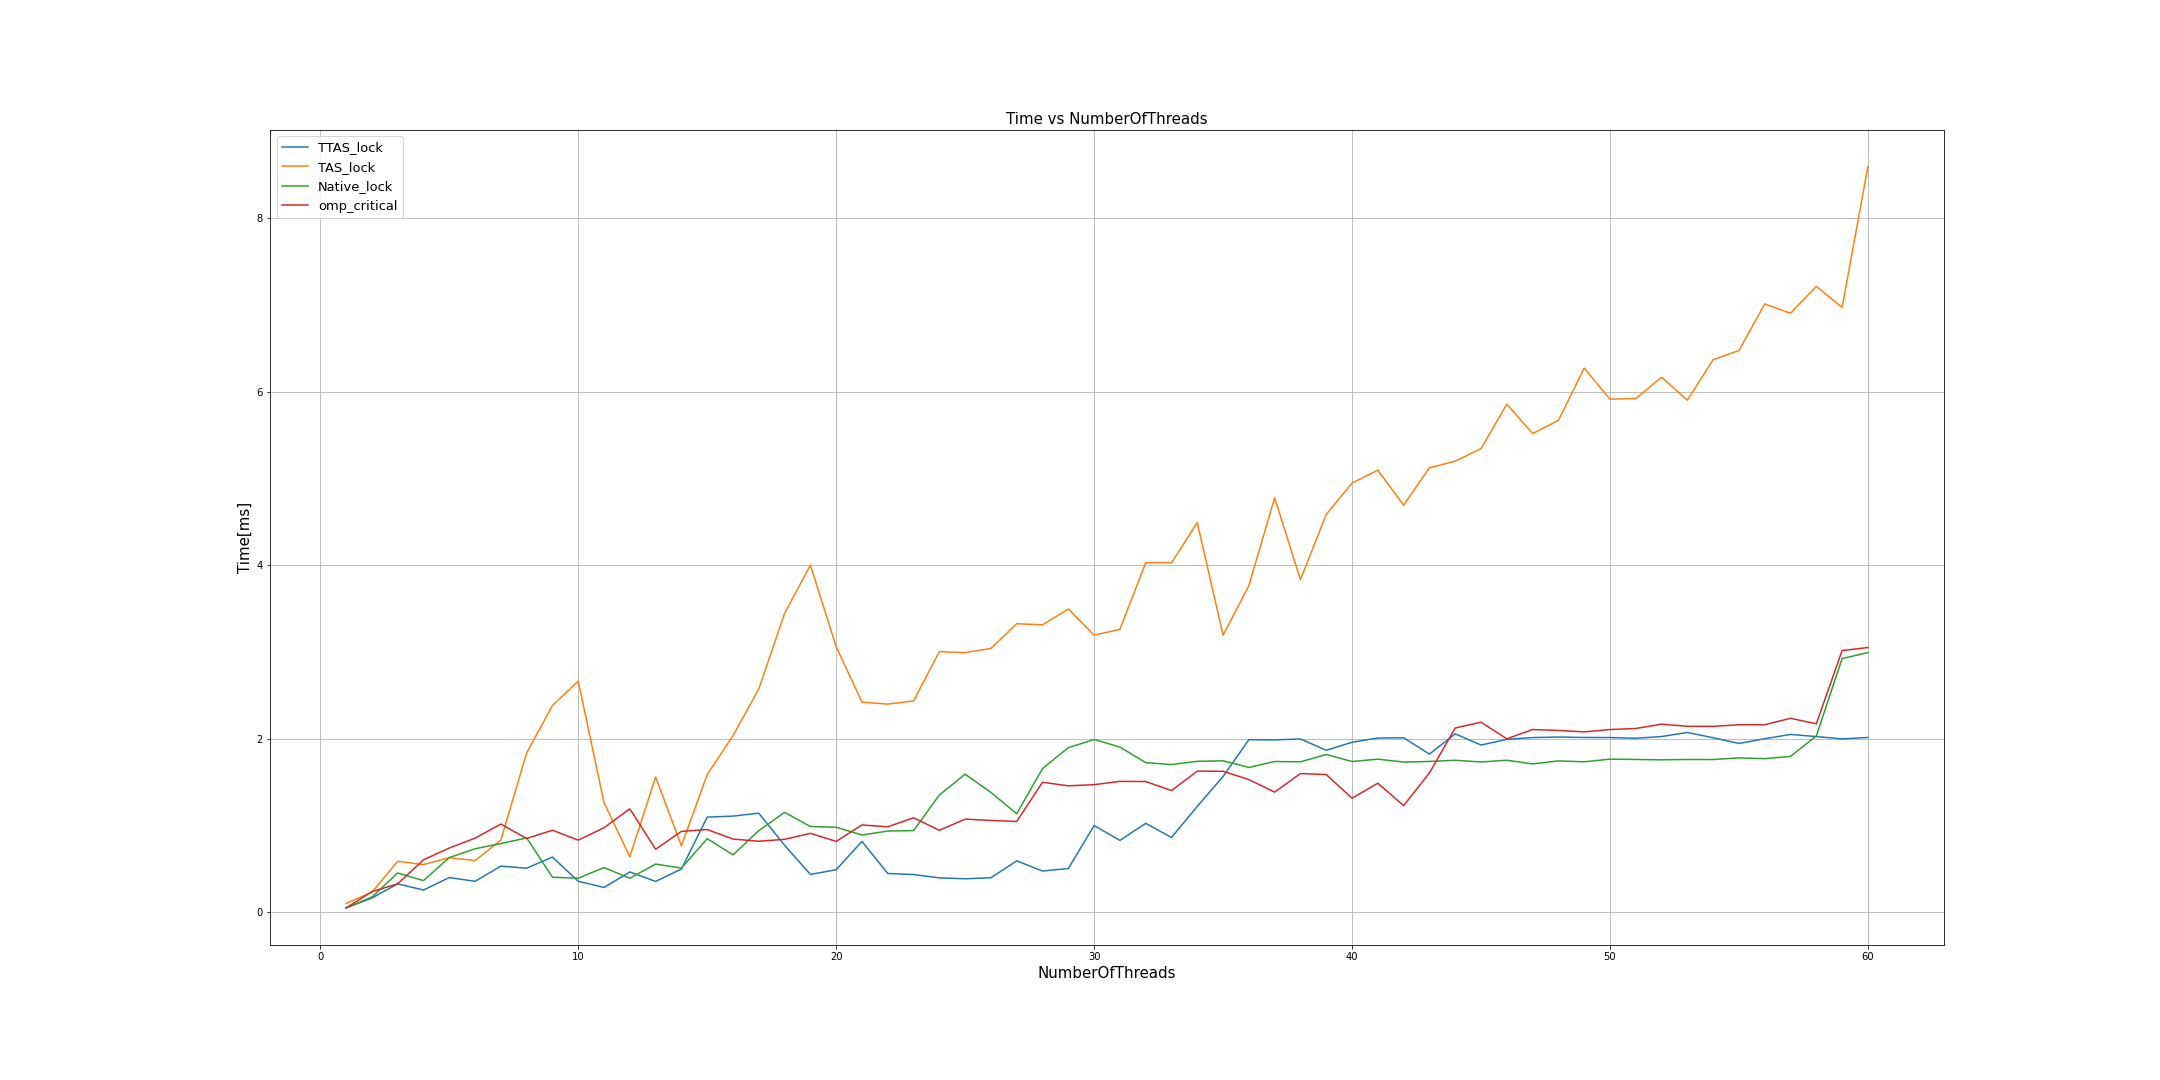 Time vs NumberOfThreads
TTAS_lock
TAS_lock
Native_lock
omp_critical
8
6
4
2
0
Time[ms]
0 10 20 30 40 50 60
NumberOfThreads